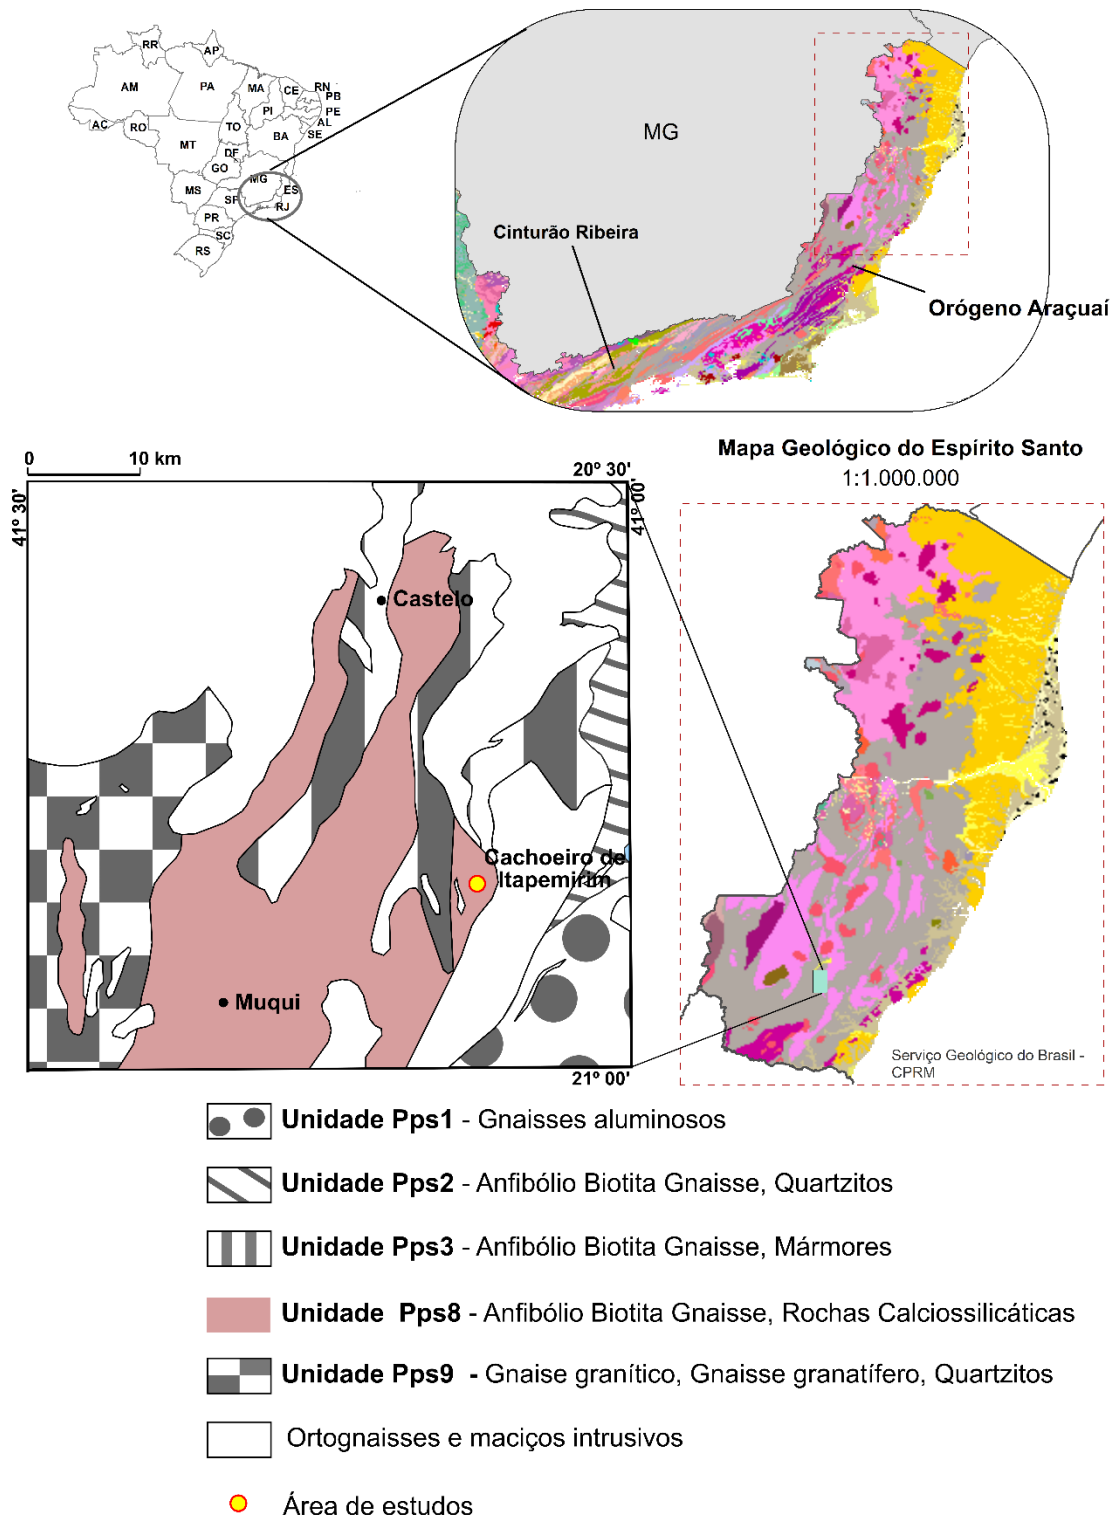 RR
AP
AM
PA
MA
CE
RN
PB
PI
PE
AL
AC
RO
TO
SE
BA
MT
DF
GO
MG
MS
ES
SP
RJ
PR
SC
RS
MG
Cinturão Ribeira
Orógeno Araçuaí
Mapa Geológico do Espírito Santo
1:1.000.000
0 10 km
20º 30'
41º 30'
41º 00'
Castelo
Cachoeiro de
Itapemirim
Muqui
21º 00'
Serviço Geológico do Brasil -
CPRM
Unidade Pps1 - Gnaisses aluminosos
Unidade Pps2 - Anfibólio Biotita Gnaisse, Quartzitos
Unidade Pps3 - Anfibólio Biotita Gnaisse, Mármores
Unidade Pps8 - Anfibólio Biotita Gnaisse, Rochas Calciossilicáticas
Unidade Pps9 - Gnaise granítico, Gnaisse granatífero, Quartzitos
Ortognaisses e maciços intrusivos
Área de estudos